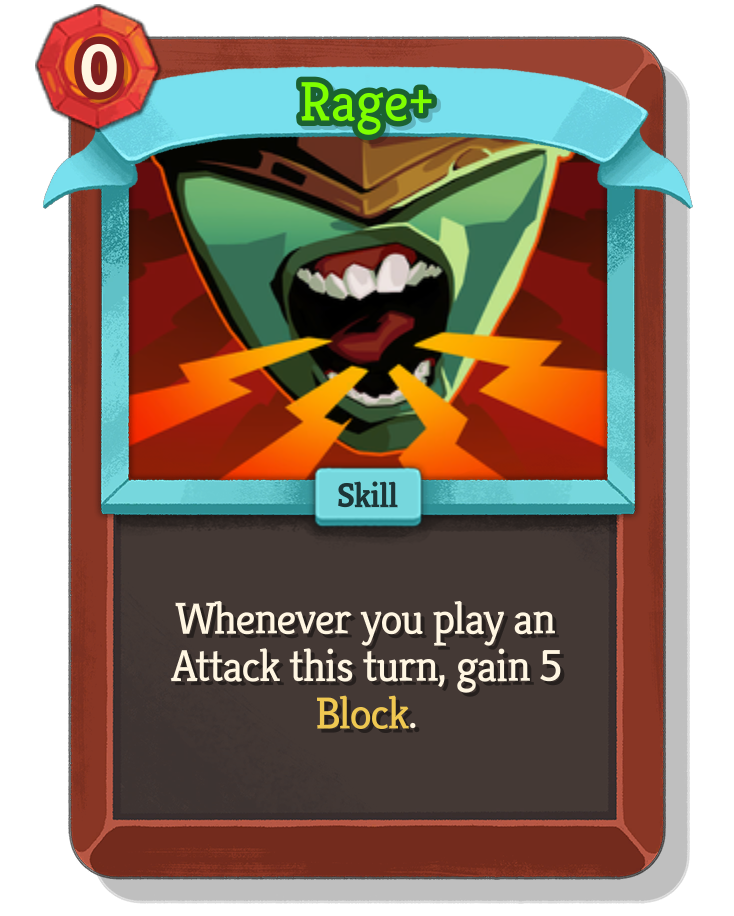 0
Rage+
Skill
Whenever you play an
Attack this turn, gain 5
Block.